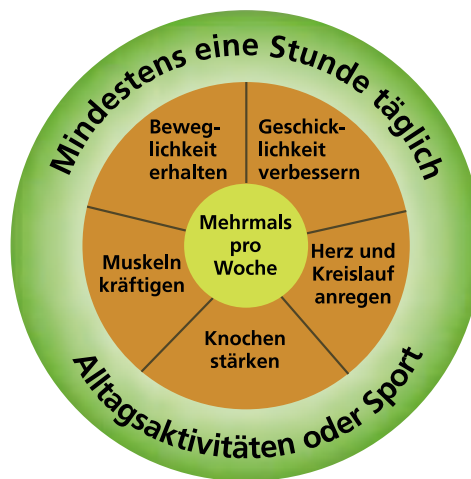 Mindestens eine Stunde täglich
Beweg-
lichkeit
erhalten
Geschick-
lichkeit
verbessern
Mehrmals
pro
Woche
Muskeln
kräftigen
Herz und
Kreislauf
anregen
Knochen
stärken
Alltagsaktivitäten oder Sport